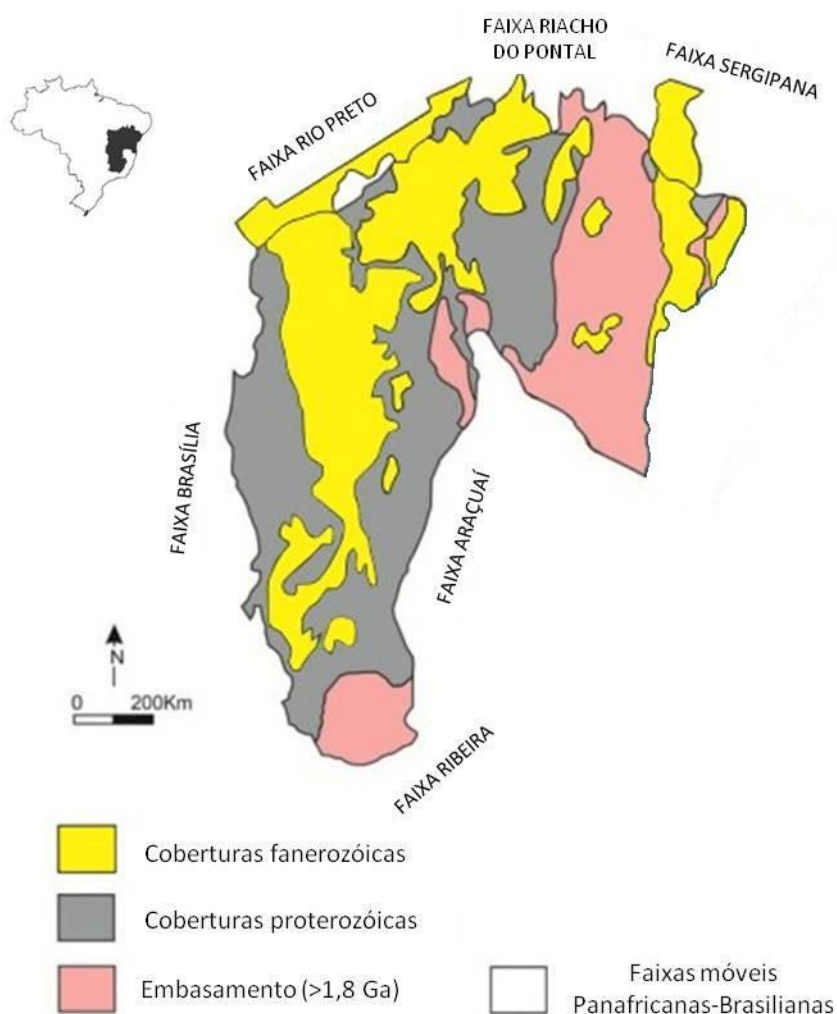 FAIXA RIACHO
DO PONTAL
FAIXA SERGIPANA
FAIXA RIO PRETO
FAIXA BRASÍLIA
FAIXA ARAÇUAÍ
N
0 200Km
FAIXA RIBEIRA
Coberturas fanerozóicas
Coberturas proterozóicas
Embasamento (>1,8 Ga)
Faixas móveis
Panafricanas-Brasilianas